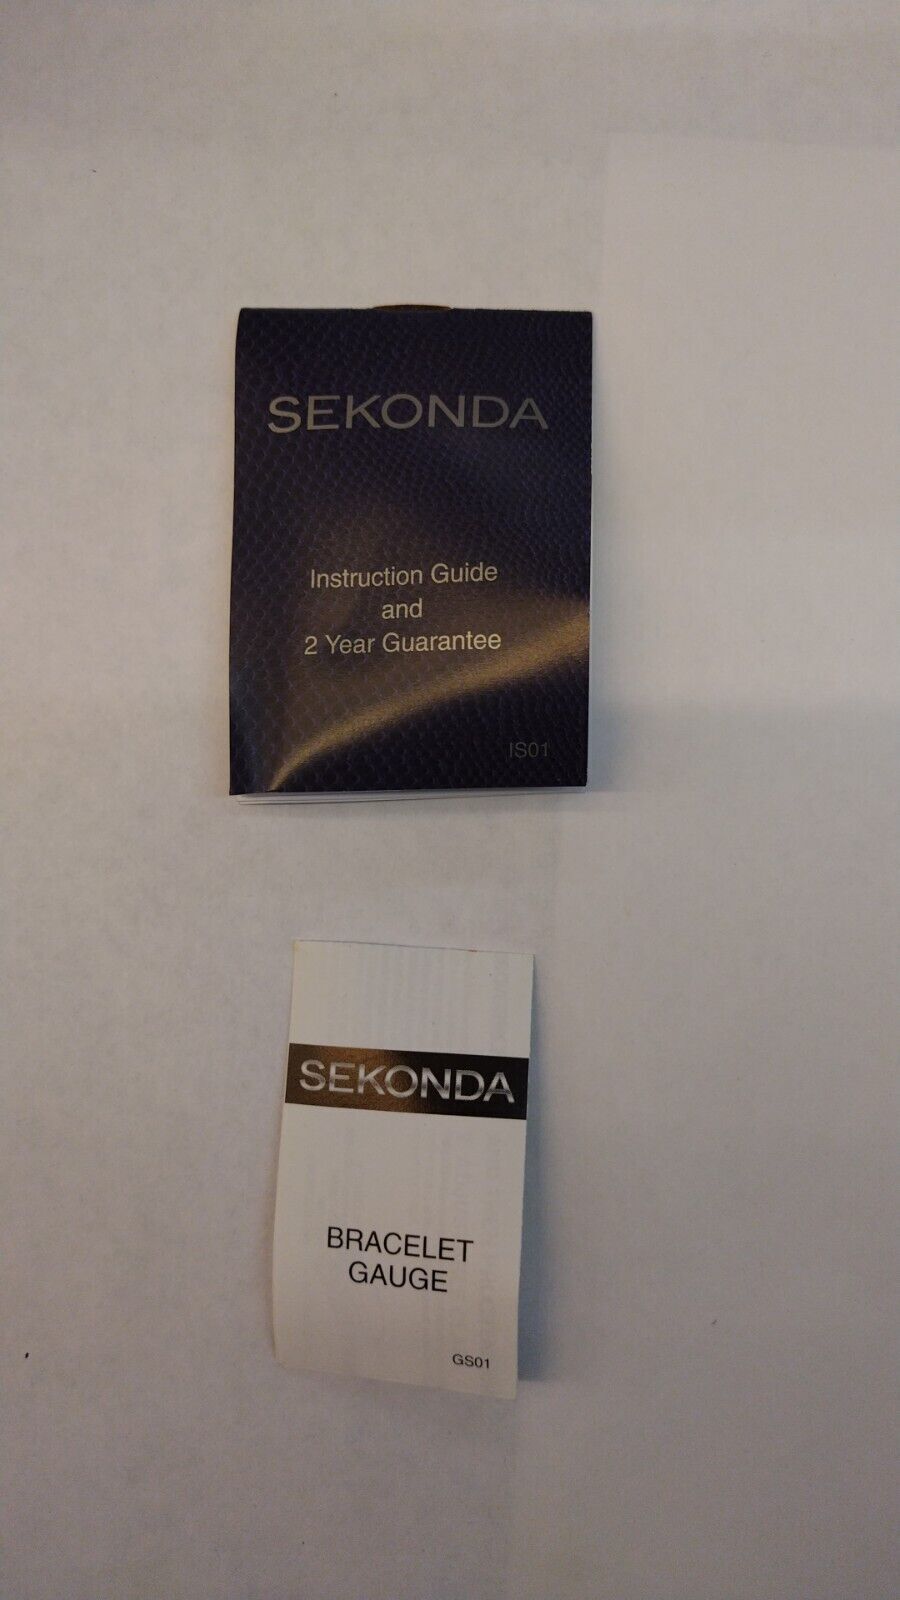 SEKONDA
Instruction Guide
and
2 Year Guarantee
IS01
SEKONDA
BRACELET
GAUGE
GS01